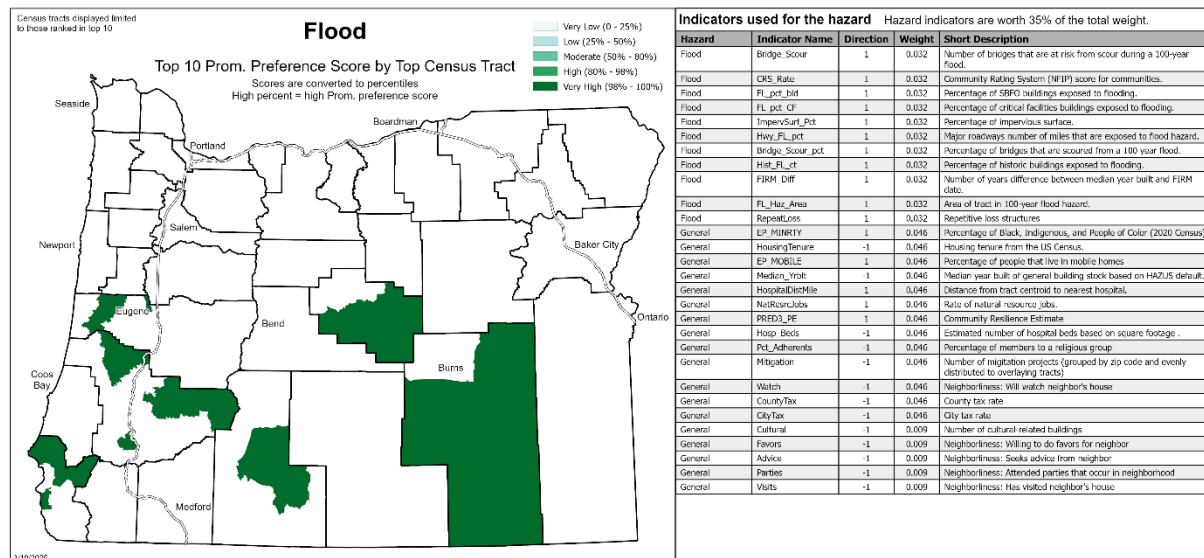 Census tracts displayed limited
to those ranked in top 10
Flood
Top 10 Prom. Preference Score by Top Census Tract
Scores are converted to percentiles
High percent = high Prom. preference score
Very Low (0 - 25%)
Low (25% - 50%)
Moderate (50% - 80%)
High (80% - 98%)
Very High (98% - 100%)
Seaside
Portland
Boardman
Salem
Newport
Baker City
Eugene
Bend
Ontario
Burns
Coos
Bay
Medford
Indicators used for the hazard Hazard indicators are worth 35% of the total weight.
Hazard Indicator Name Direction Weight Short Description
Flood Bridge_Scour 1 0.032 Number of bridges that are at risk from scour during a 100-year
flood.
Flood CRS_Rate 1 0.032 Community Rating System (NFIP) score for communities.
Flood FL_pct_bld 1 0.032 Percentage of SBFO buildings exposed to flooding.
Flood FL_pct_CF 1 0.032 Percentage of critical facilities buildings exposed to flooding.
Flood ImpervSurf_Pct 1 0.032 Percentage of impervious surface.
Flood Hwy_FL_pct 1 0.032 Major roadways number of miles that are exposed to flood hazard.
Flood Bridge_Scour_pct 1 0.032 Percentage of bridges that are scoured from a 100 year flood.
Flood Hist_FL_ct 1 0.032 Percentage of historic buildings exposed to flooding.
Flood FIRM_Diff 1 0.032 Number of years difference between median year built and FIRM
date.
Flood FL_Haz_Area 1 0.032 Area of tract in 100-year flood hazard.
Flood RepeatLoss 1 0.032 Repetitive loss structures
General EP_MINRTY 1 0.046 Percentage of Black, Indigenous, and People of Color (2020 Census)
General HousingTenure -1 0.046 Housing tenure from the US Census.
General EP_MOBILE 1 0.046 Percentage of people that live in mobile homes
General Median_Yrblt -1 0.046 Median year built of general building stock based on HAZUS default.
General HospitalDistMile 1 0.046 Distance from tract centroid to nearest hospital.
General NatResrcJobs 1 0.046 Rate of natural resource jobs.
General PRED3_PE 1 0.046 Community Resilience Estimate
General Hosp_Beds -1 0.046 Estimated number of hospital beds based on square footage .
General Pct_Adherents -1 0.046 Percentage of members to a religious group
General Mitigation -1 0.046 Number of migitation projects (grouped by zip code and evenly
distributed to overlaying tracts)
General Watch -1 0.046 Neighborliness: Will watch neighbor's house
General CountyTax -1 0.046 County tax rate
General CityTax -1 0.046 City tax rate
General Cultural -1 0.009 Number of cultural-related buildings
General Favors -1 0.009 Neighborliness: Willing to do favors for neighbor
General Advice -1 0.009 Neighborliness: Seeks advice from neighbor
General Parties -1 0.009 Neighborliness: Attended parties that occur in neighborhood
General Visits -1 0.009 Neighborliness: Has visited neighbor's house